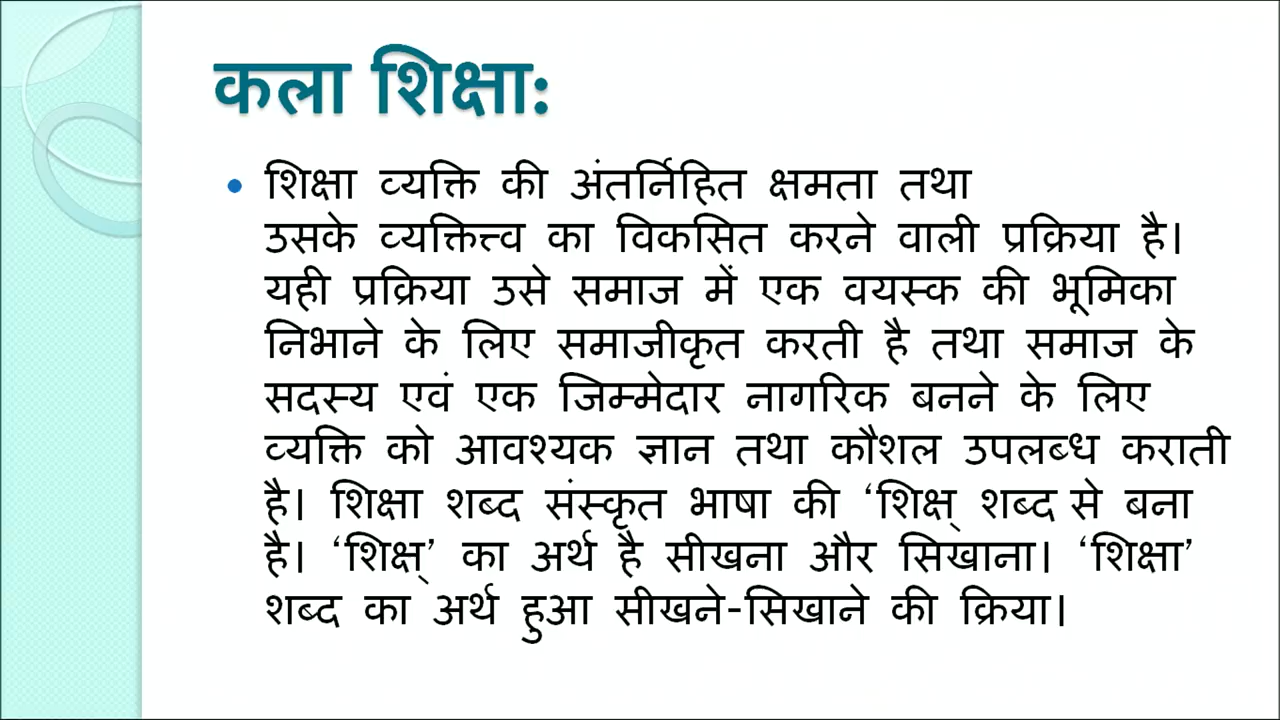 कला शिक्षा:
• शिक्षा व्यक्ति की अंतर्निहित क्षमता तथा
उसके व्यक्तित्त्व का विकसित करने वाली प्रक्रिया है।
यही प्रक्रिया उसे समाज में एक वयस्क की भूमिका
निभाने के लिए समाजीकृत करती है तथा समाज के
सदस्य एवं एक जिम्मेदार नागरिक बनने के लिए
व्यक्ति को आवश्यक ज्ञान तथा कौशल उपलब्ध कराती
है। शिक्षा शब्द संस्कृत भाषा की ‘शिक्ष् शब्द से बना
है। ‘शिक्ष्’ का अर्थ है सीखना और सिखाना। ‘शिक्षा’
शब्द का अर्थ हुआ सीखने-सिखाने की क्रिया।